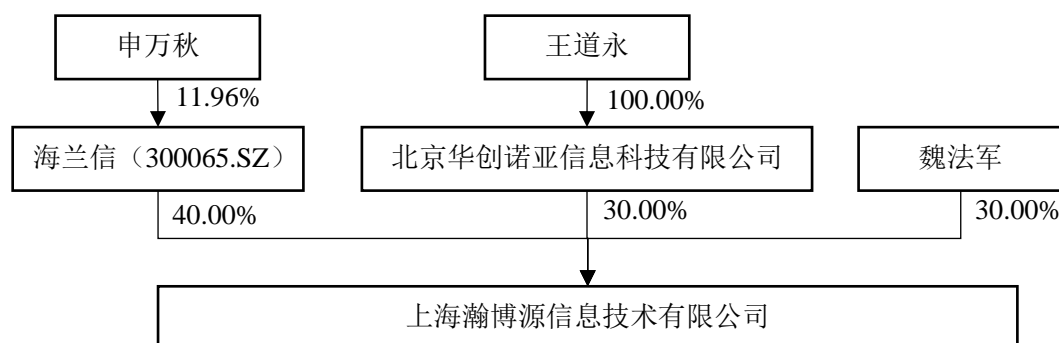 申万秋
王道永
11.96%
100.00%
海兰信（300065.SZ）
北京华创诺亚信息科技有限公司
魏法军
40.00%
30.00%
30.00%
上海瀚博源信息技术有限公司